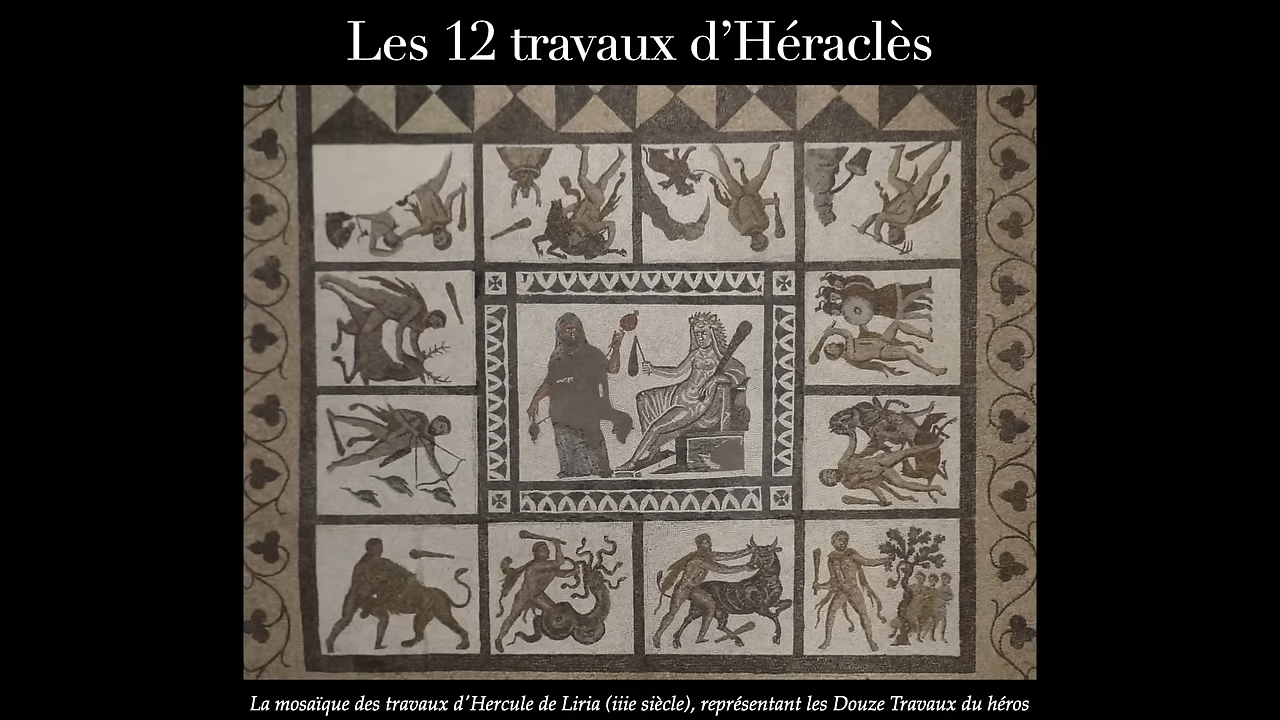 Les 12 travaux d’Héraclès
La mosaïque des travaux d’Hercule de Liria (iiie siècle), représentant les Douze Travaux du héros